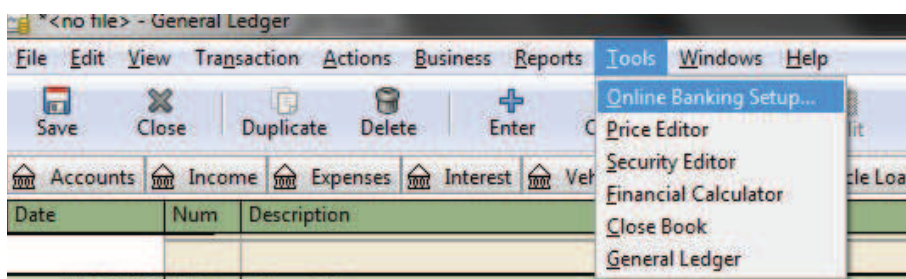 *<no file> - General Ledger
File Edit View Transaction Actions Business Reports Tools Windows Help
Save Close Duplicate Delete Enter
Online Banking Setup...
Price Editor
Security Editor
Financial Calculator
Close Book
General Ledger
Accounts Income Expenses Interest
Date Num Description